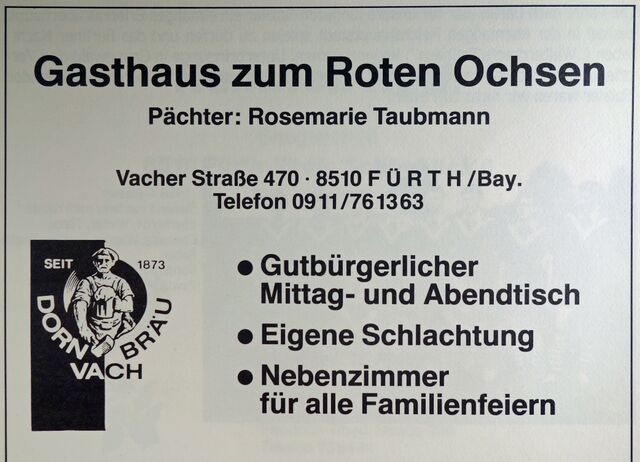 Gasthaus zum Roten Ochsen
Pächter: Rosemarie Taubmann
Vacher Straße 470 · 8510 F Ü R T H /Bay.
Telefon 0911/761363
SEIT 1873
DORN BRÄU
VACH
● Gutbürgerlicher
Mittag- und Abendtisch
● Eigene Schlachtung
● Nebenzimmer
für alle Familienfeiern